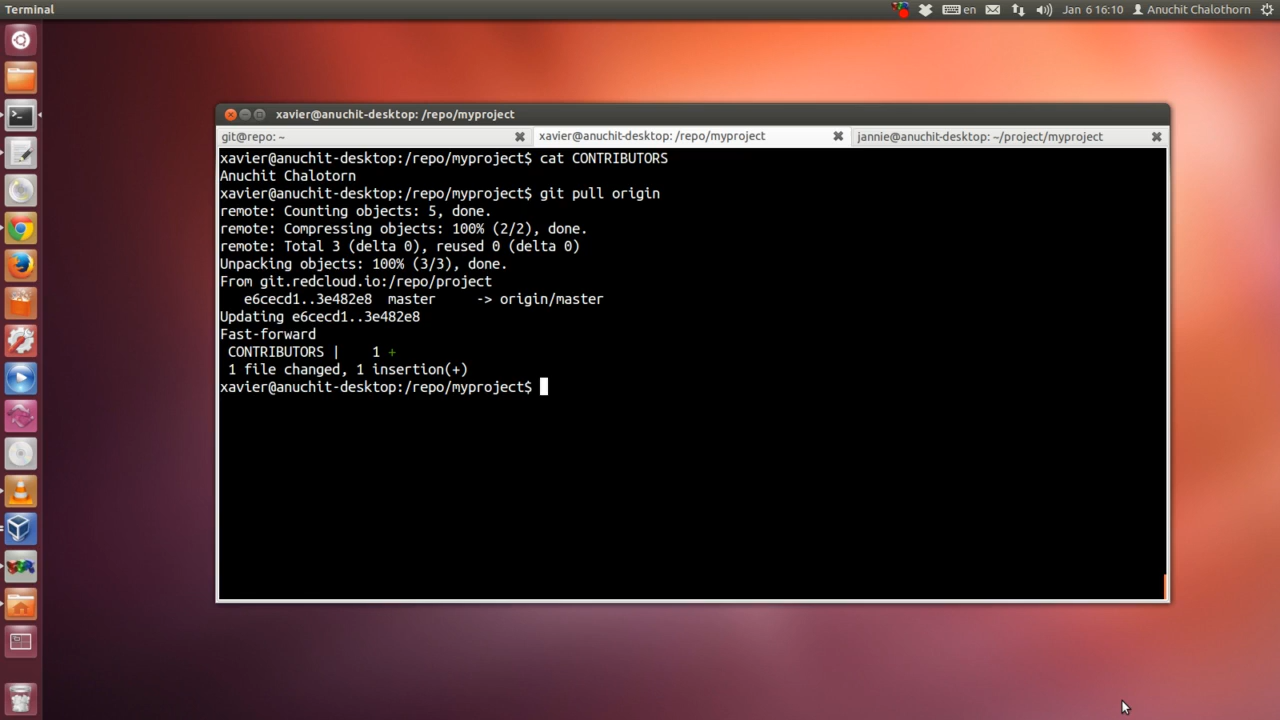 Terminal
en
Jan 6 16:10
Anuchit Chalothorn
xavier@anuchit-desktop: /repo/myproject
git@repo: ~
xavier@anuchit-desktop: /repo/myproject
jannie@anuchit-desktop: ~/project/myproject
xavier@anuchit-desktop:/repo/myproject$ cat CONTRIBUTORS
Anuchit Chalotorn
xavier@anuchit-desktop:/repo/myproject$ git pull origin
remote: Counting objects: 5, done.
remote: Compressing objects: 100% (2/2), done.
remote: Total 3 (delta 0), reused 0 (delta 0)
Unpacking objects: 100% (3/3), done.
From git.redcloud.io:/repo/project
   e6cecd1..3e482e8  master     -> origin/master
Updating e6cecd1..3e482e8
Fast-forward
 CONTRIBUTORS |    1 +
 1 file changed, 1 insertion(+)
xavier@anuchit-desktop:/repo/myproject$